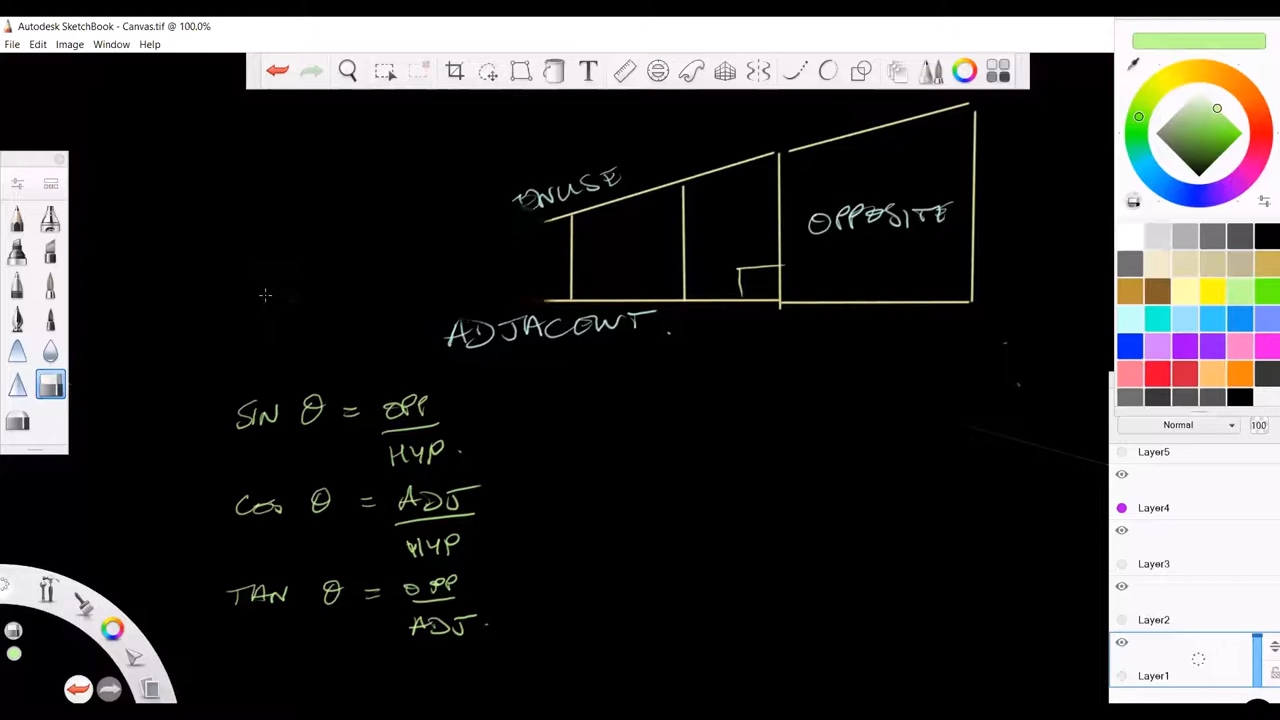 Autodesk SketchBook - Canvas.tif @ 100.0%
File Edit Image Window Help
T
ENUSE
OPPOSITE
ADJACENT.
SIN θ = OPP
HYP.
COS θ = ADJ
HYP
TAN θ = OPP
ADJ.
Normal 100
Layer5
Layer4
Layer3
Layer2
Layer1